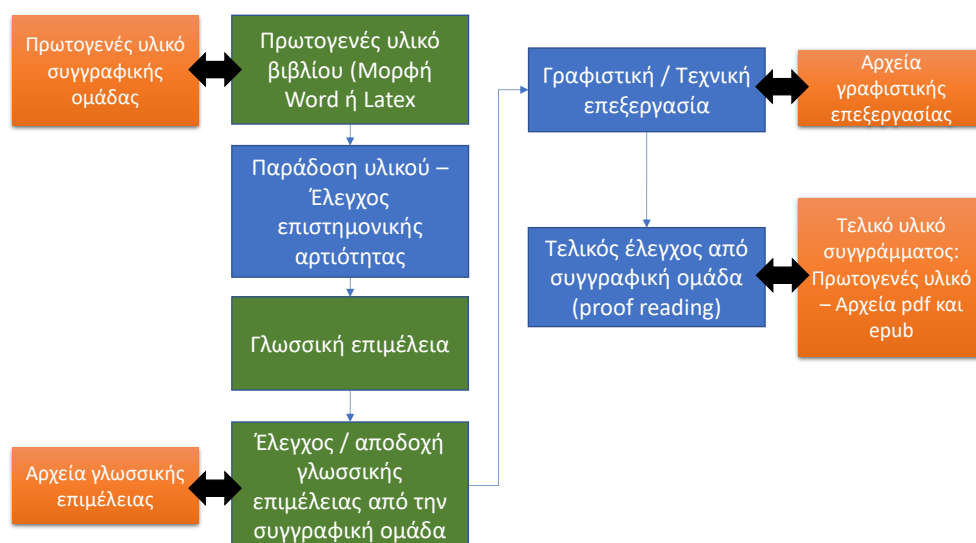 Πρωτογενές υλικό
συγγραφικής
ομάδας
Πρωτογενές υλικό
βιβλίου (Μορφή
Word ή Latex
Παράδοση υλικού –
Έλεγχος
επιστημονικής
αρτιότητας
Γλωσσική επιμέλεια
Αρχεία γλωσσικής
επιμέλειας
Έλεγχος / αποδοχή
γλωσσικής
επιμέλειας από την
συγγραφική ομάδα
Γραφιστική / Τεχνική
επεξεργασία
Αρχεία
γραφιστικής
επεξεργασίας
Τελικός έλεγχος από
συγγραφική ομάδα
(proof reading)
Τελικό υλικό
συγγράμματος:
Πρωτογενές υλικό
– Αρχεία pdf και
epub